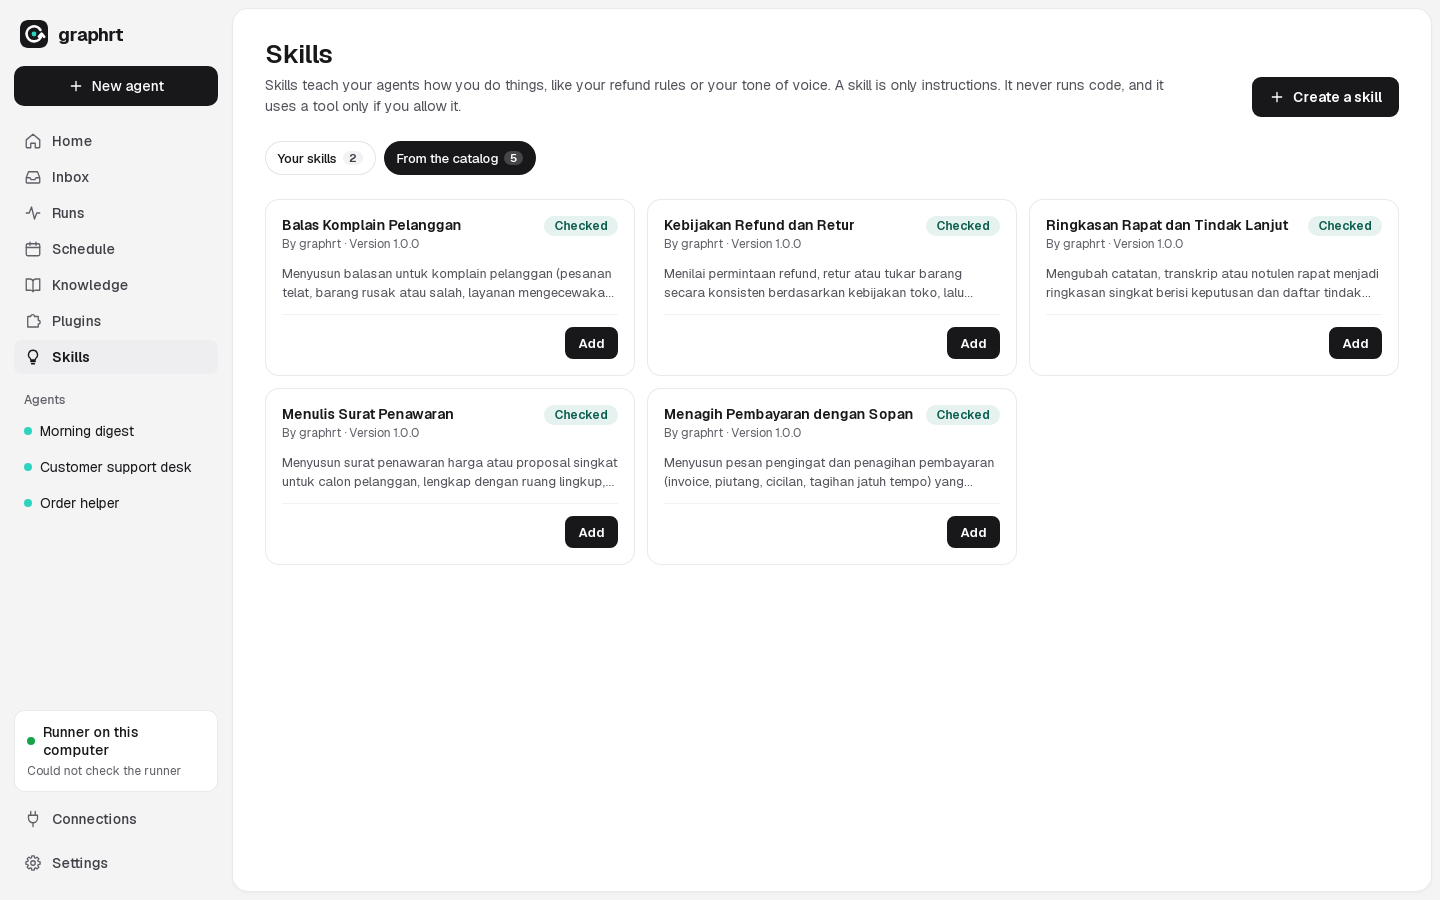 graphrt
New agent
Home
Inbox
Runs
Schedule
Knowledge
Plugins
Skills
Agents
Morning digest
Customer support desk
Order helper
Runner on this
computer
Could not check the runner
Connections
Settings
Skills
Skills teach your agents how you do things, like your refund rules or your tone of voice. A skill is only instructions. It never runs code, and it
uses a tool only if you allow it.
Create a skill
Your skills 2
From the catalog 5
Balas Komplain Pelanggan
Checked
By graphrt · Version 1.0.0
Menyusun balasan untuk komplain pelanggan (pesanan
telat, barang rusak atau salah, layanan mengecewaka...
Add
Kebijakan Refund dan Retur
Checked
By graphrt · Version 1.0.0
Menilai permintaan refund, retur atau tukar barang
secara konsisten berdasarkan kebijakan toko, lalu...
Add
Ringkasan Rapat dan Tindak Lanjut
Checked
By graphrt · Version 1.0.0
Mengubah catatan, transkrip atau notulen rapat menjadi
ringkasan singkat berisi keputusan dan daftar tindak...
Add
Menulis Surat Penawaran
Checked
By graphrt · Version 1.0.0
Menyusun surat penawaran harga atau proposal singkat
untuk calon pelanggan, lengkap dengan ruang lingkup,...
Add
Menagih Pembayaran dengan Sopan
Checked
By graphrt · Version 1.0.0
Menyusun pesan pengingat dan penagihan pembayaran
(invoice, piutang, cicilan, tagihan jatuh tempo) yang...
Add